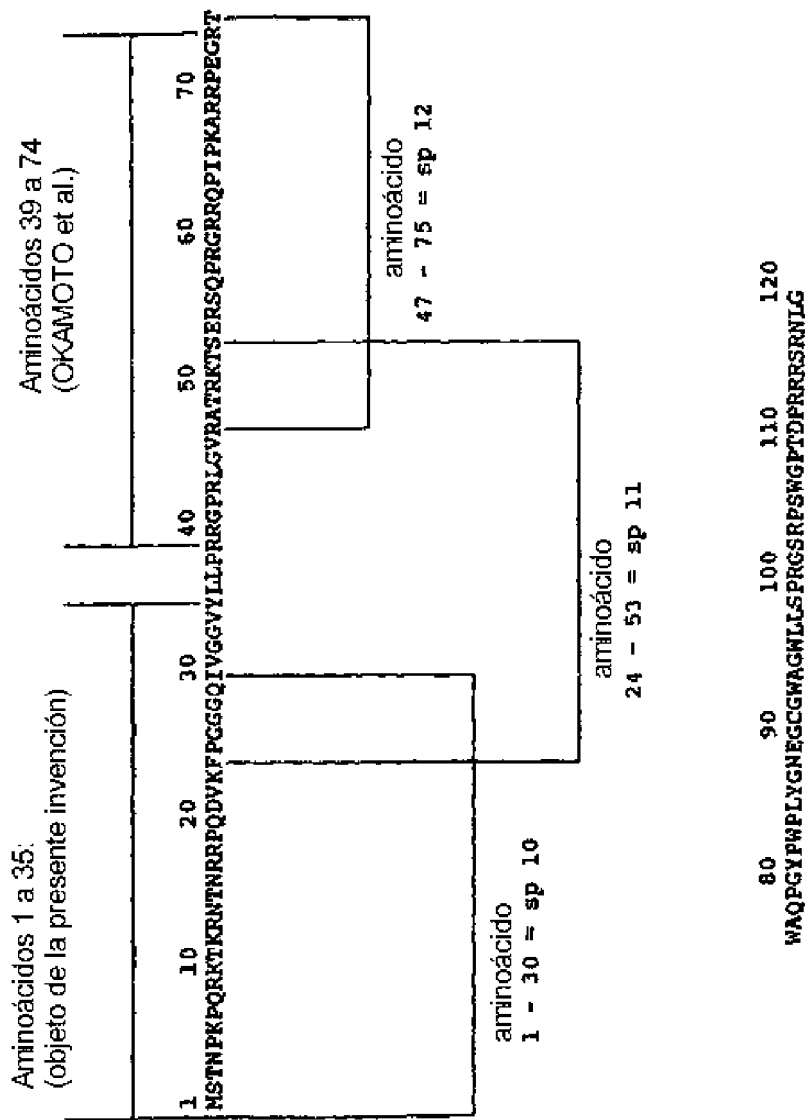 Aminoácidos 1 a 35:
(objeto de la presente invención)
Aminoácidos 39 a 74
(OKAMOTO et al.)
1 10 20 30 40 50 60 70
MSTNPKPQRKTKRNTNRRPQDVKFPGGGQIVGGVYLLPRRGPRLGVRATRKTSERSQPRGRRQPIPKARRPEGRT
aminoácido
1 - 30 = sp 10
aminoácido
24 - 53 = sp 11
aminoácido
47 - 75 = sp 12
80 90 100 110 120
WAQPGYPWPLYGNEGCGWAGWLLSPRGSRPSWGPTDPRRRSRNLG